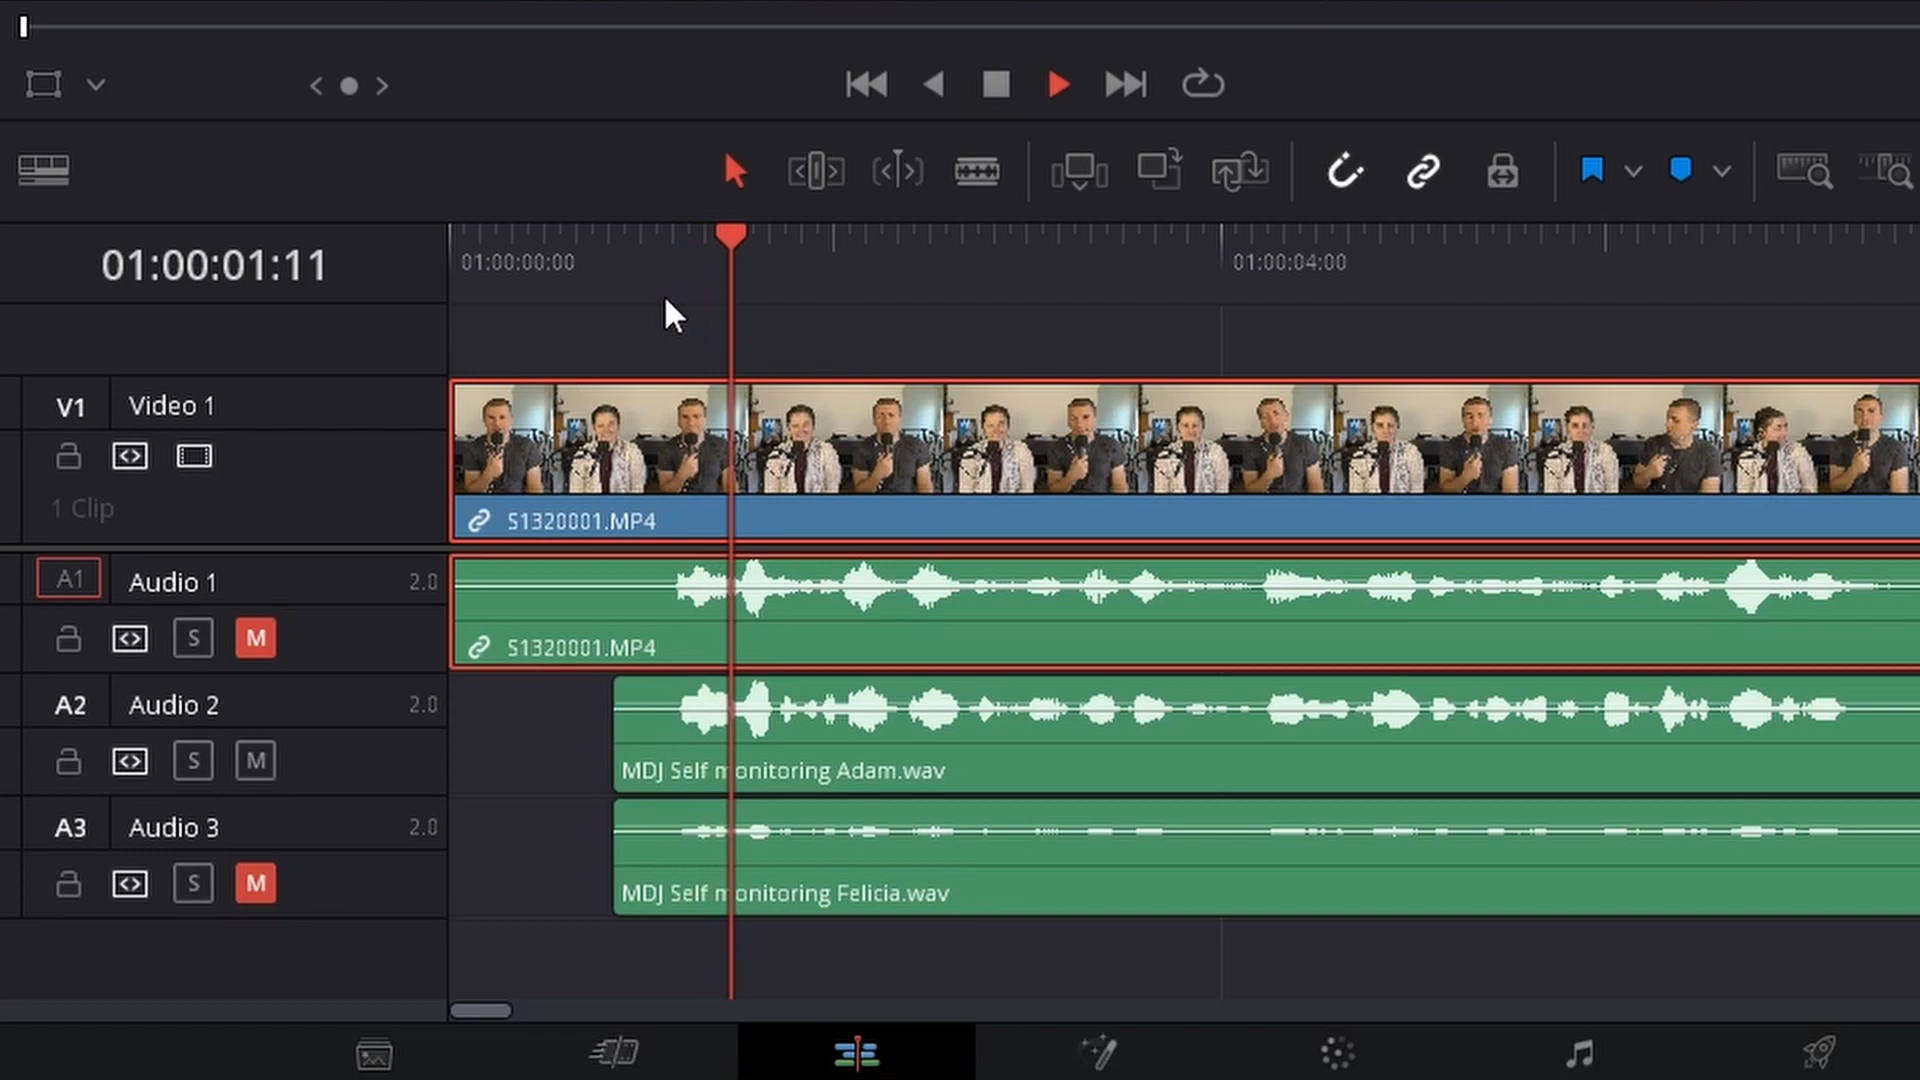 01:00:01:11
01:00:00:00
01:00:04:00
V1 Video 1
1 Clip
S1320001.MP4
A1 Audio 1 2.0
S M
S1320001.MP4
A2 Audio 2 2.0
S M
MDJ Self monitoring Adam.wav
A3 Audio 3 2.0
S M
MDJ Self monitoring Felicia.wav